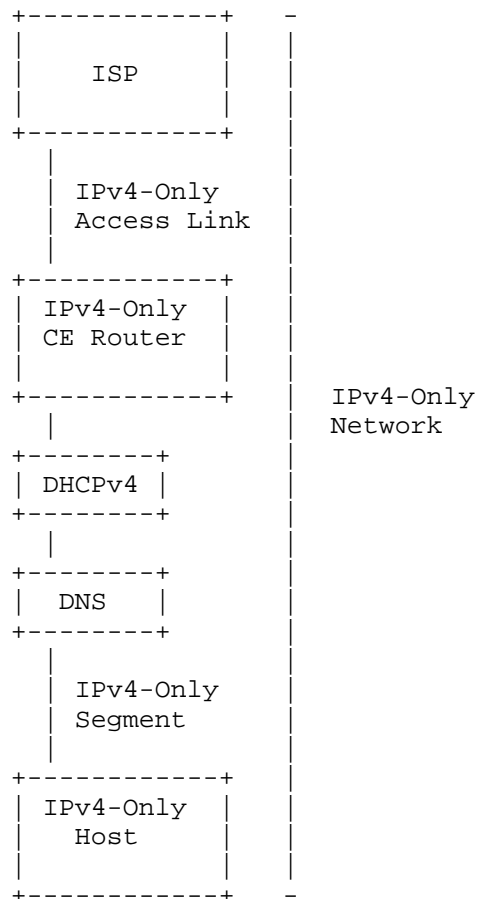 ISP
IPv4-Only
Access Link
IPv4-Only
CE Router
IPv4-Only
Network
DHCPv4
DNS
IPv4-Only
Segment
IPv4-Only
Host